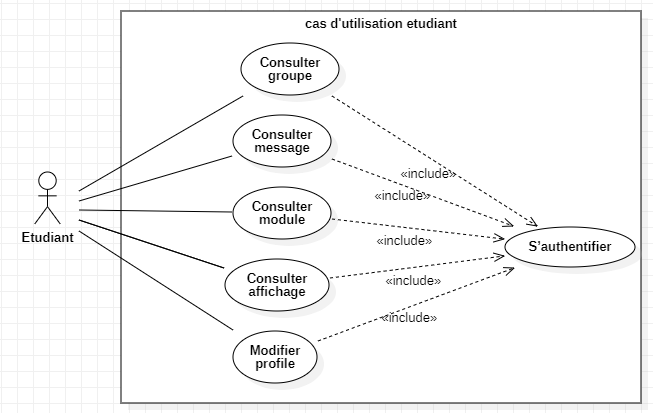 cas d'utilisation etudiant
Consulter
groupe
Consulter
message
«include»
«include»
Consulter
module
Etudiant
«include»
S'authentifier
Consulter
affichage
«include»
«include»
Modifier
profile